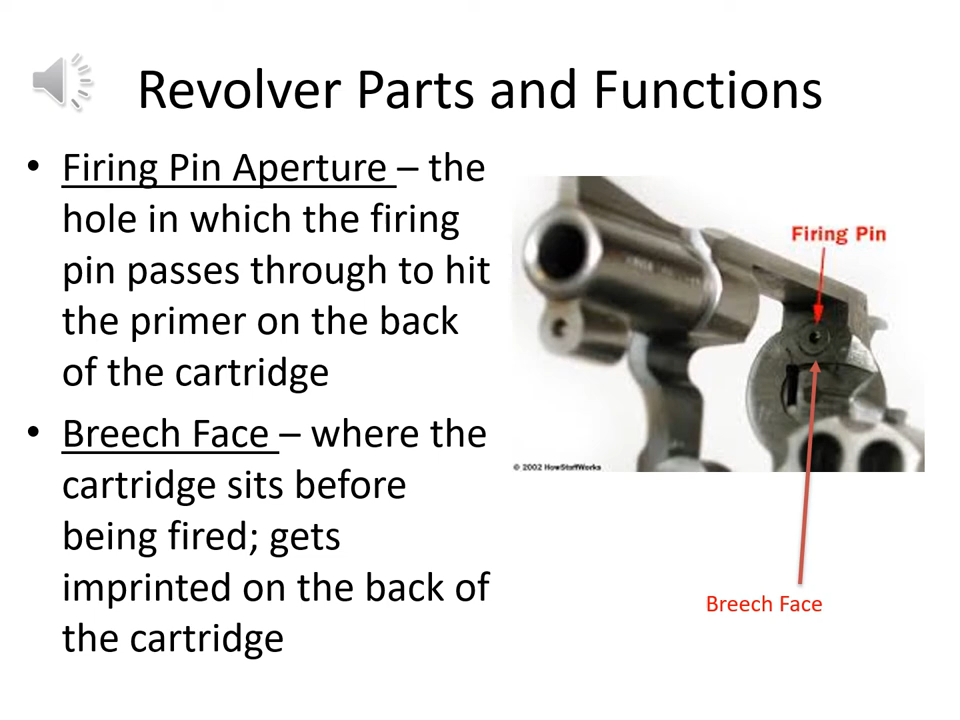 Revolver Parts and Functions
• Firing Pin Aperture – the
hole in which the firing
pin passes through to hit
the primer on the back
of the cartridge
• Breech Face – where the
cartridge sits before
being fired; gets
imprinted on the back of
the cartridge
Firing Pin
© 2002 HowStuffWorks
Breech Face